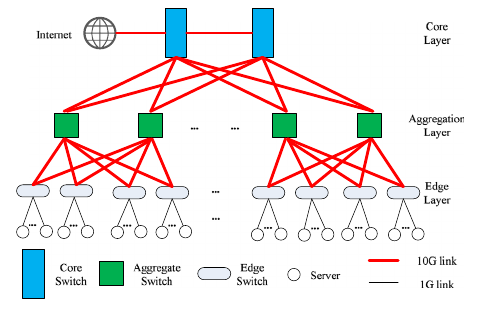 Internet
Core
Layer
... ...
Aggregation
Layer
...
Edge
Layer
...
... ... ... ... ... ... ... ...
Core
Switch
Aggregate
Switch
Edge
Switch
Server
10G link
1G link